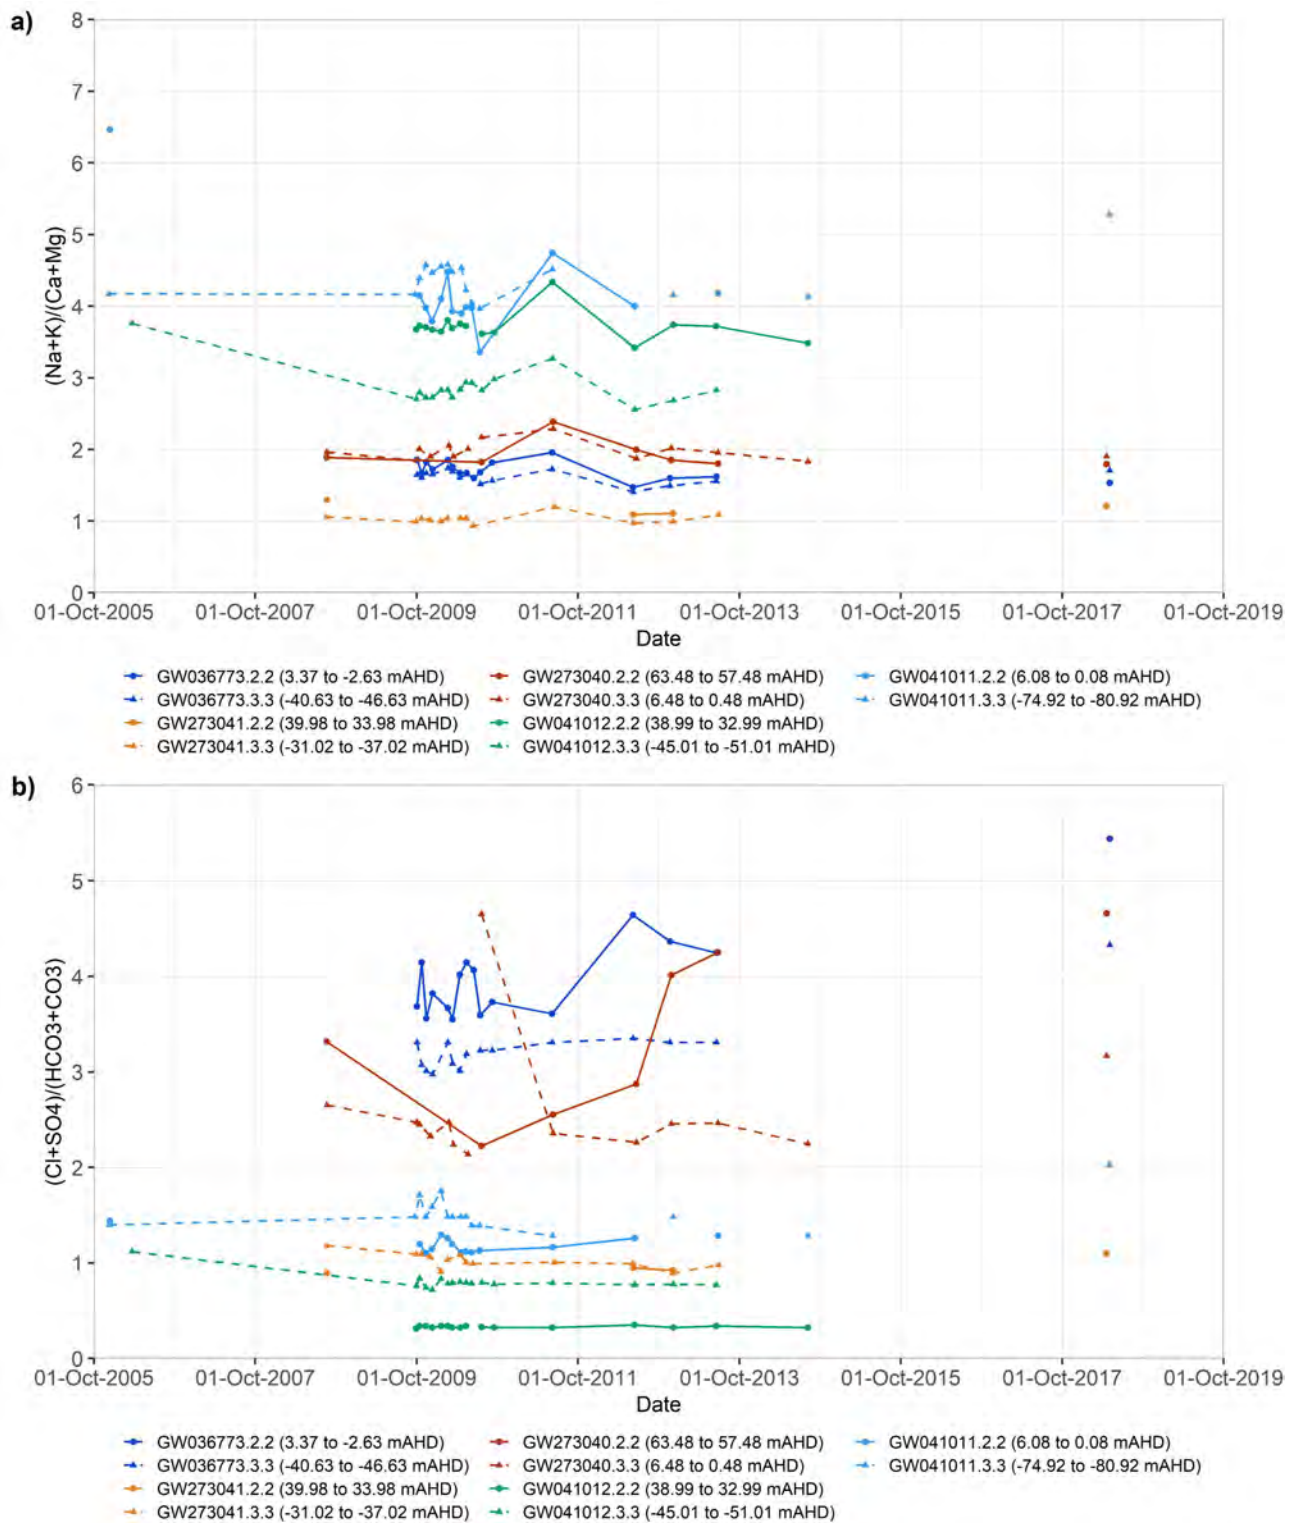 a)
8
7
6
5
4
3
2
1
0
(Na+K)/(Ca+Mg)
01-Oct-2005 01-Oct-2007 01-Oct-2009 01-Oct-2011 01-Oct-2013 01-Oct-2015 01-Oct-2017 01-Oct-2019
Date
GW036773.2.2 (3.37 to -2.63 mAHD) GW273040.2.2 (63.48 to 57.48 mAHD) GW041011.2.2 (6.08 to 0.08 mAHD)
GW036773.3.3 (-40.63 to -46.63 mAHD) GW273040.3.3 (6.48 to 0.48 mAHD) GW041011.3.3 (-74.92 to -80.92 mAHD)
GW273041.2.2 (39.98 to 33.98 mAHD) GW041012.2.2 (38.99 to 32.99 mAHD)
GW273041.3.3 (-31.02 to -37.02 mAHD) GW041012.3.3 (-45.01 to -51.01 mAHD)
b)
6
5
4
3
2
1
0
(Cl+SO4)/(HCO3+CO3)
01-Oct-2005 01-Oct-2007 01-Oct-2009 01-Oct-2011 01-Oct-2013 01-Oct-2015 01-Oct-2017 01-Oct-2019
Date
GW036773.2.2 (3.37 to -2.63 mAHD) GW273040.2.2 (63.48 to 57.48 mAHD) GW041011.2.2 (6.08 to 0.08 mAHD)
GW036773.3.3 (-40.63 to -46.63 mAHD) GW273040.3.3 (6.48 to 0.48 mAHD) GW041011.3.3 (-74.92 to -80.92 mAHD)
GW273041.2.2 (39.98 to 33.98 mAHD) GW041012.2.2 (38.99 to 32.99 mAHD)
GW273041.3.3 (-31.02 to -37.02 mAHD) GW041012.3.3 (-45.01 to -51.01 mAHD)